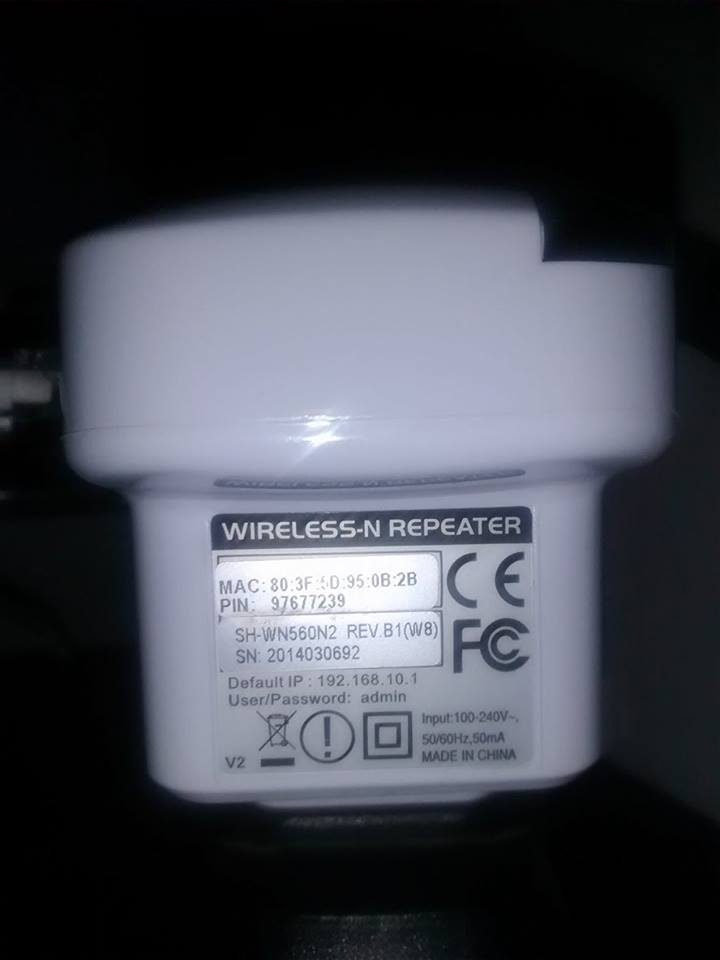 WIRELESS-N REPEATER
MAC: 80:3F:5D:95:0B:2B
PIN: 97677239
CE
SH-WN560N2 REV.B1(W8)
SN: 2014030692
FC
Default IP : 192.168.10.1
User/Password: admin
Input:100-240V~,
50/60Hz,50mA
MADE IN CHINA
V2